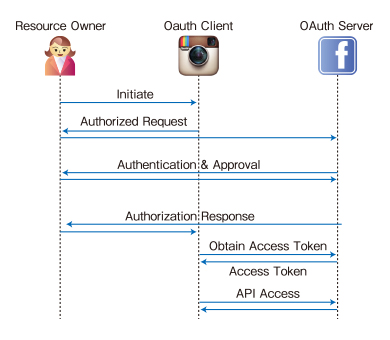 Resource Owner
Oauth Client
OAuth Server
Initiate
Authorized Request
Authentication & Approval
Authorization Response
Obtain Access Token
Access Token
API Access